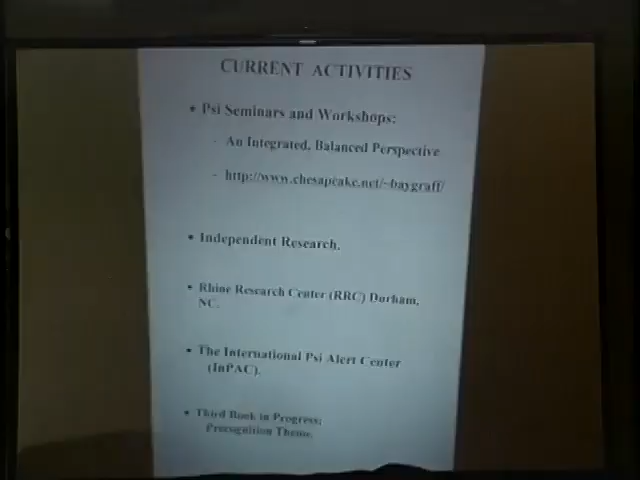 CURRENT ACTIVITIES
• Psi Seminars and Workshops:
- An Integrated, Balanced Perspective
- http://www.chesapeake.net/~baygraff/
• Independent Research.
• Rhine Research Center (RRC) Durham,
NC.
• The International Psi Alert Center
(InPAC).
• Third Book in Progress;
Precognition Theme.